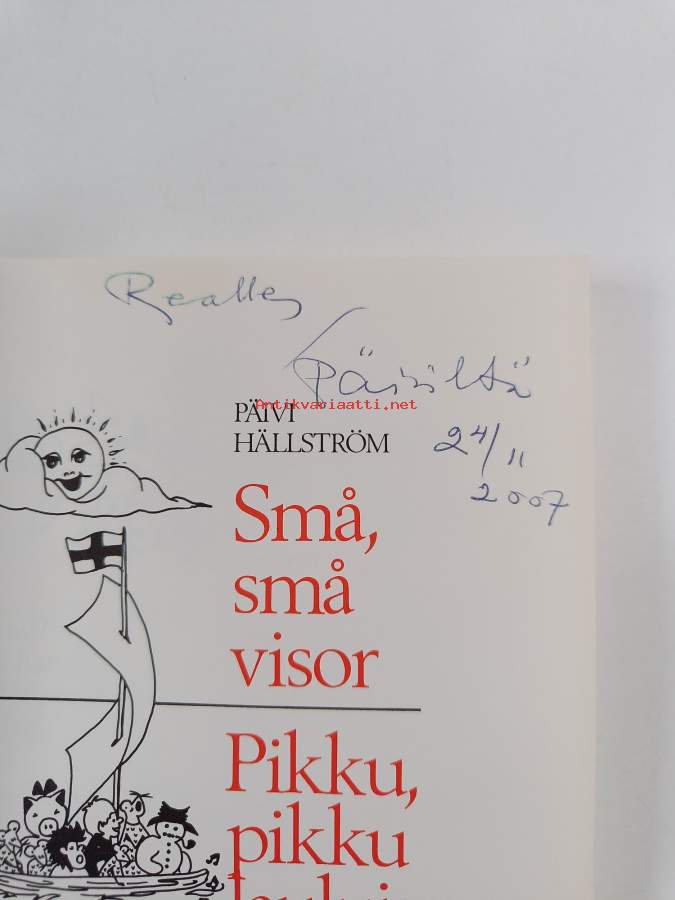 Realle
Päiviltä
Antikvariaatti.net
PÄIVI
HÄLLSTRÖM
24/11
2007
Små,
små
visor
Pikku,
pikku